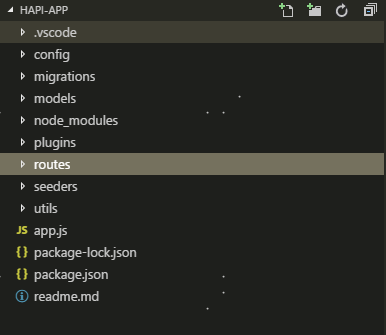 HAPI-APP
.vscode
config
migrations
models
node_modules
plugins
routes
seeders
utils
JS app.js
{ } package-lock.json
{ } package.json
readme.md